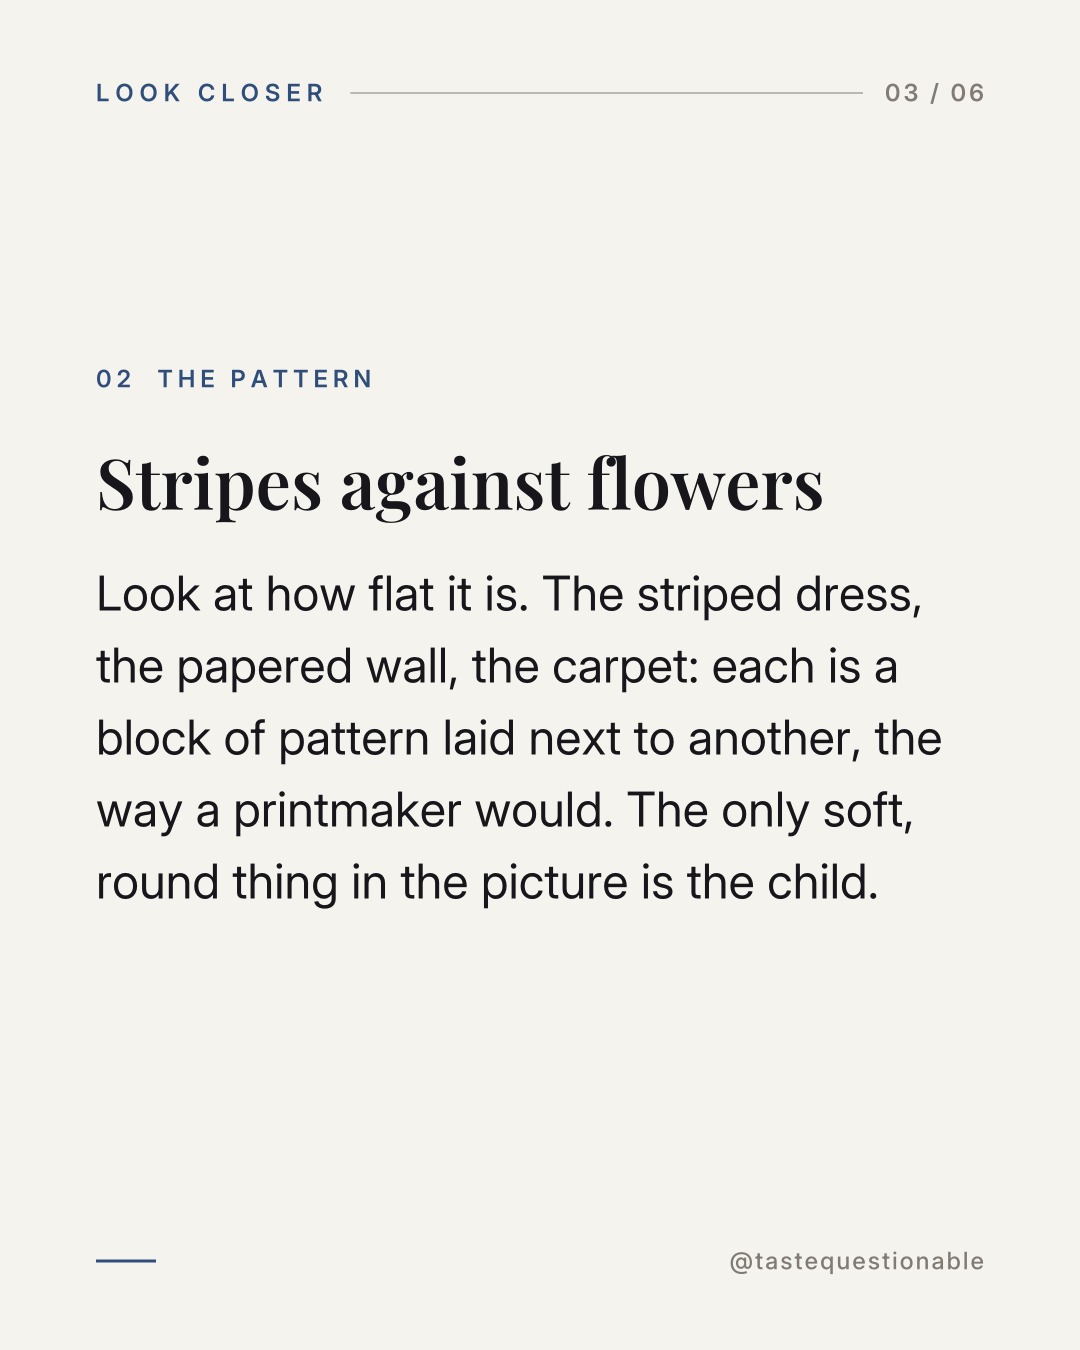 LOOK CLOSER 03 / 06
02 THE PATTERN
Stripes against flowers
Look at how flat it is. The striped dress,
the papered wall, the carpet: each is a
block of pattern laid next to another, the
way a printmaker would. The only soft,
round thing in the picture is the child.
@tastequestionable